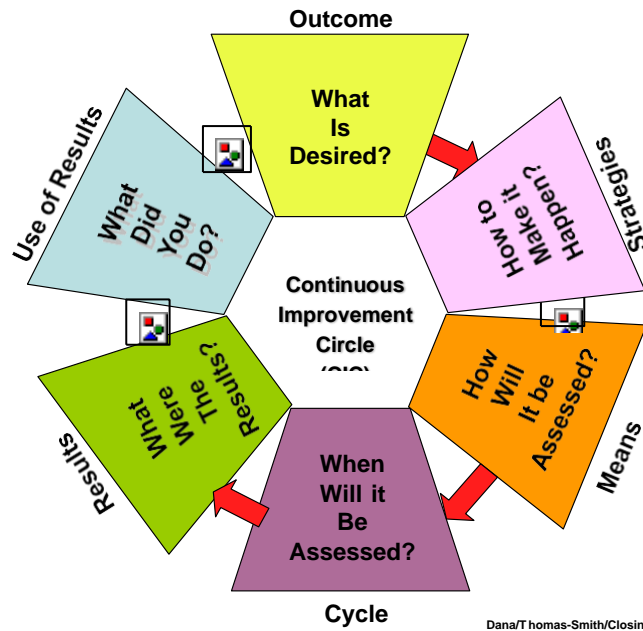 Outcome
What
Is
Desired?
Strategies
How to
Make it
Happen?
Means
How
Will
It be
Assessed?
Cycle
When
Will it
Be
Assessed?
Results
What
Were
The
Results?
Use of Results
What
Did
You
Do?
Continuous
Improvement
Circle
Dana/Thomas-Smith/Closin